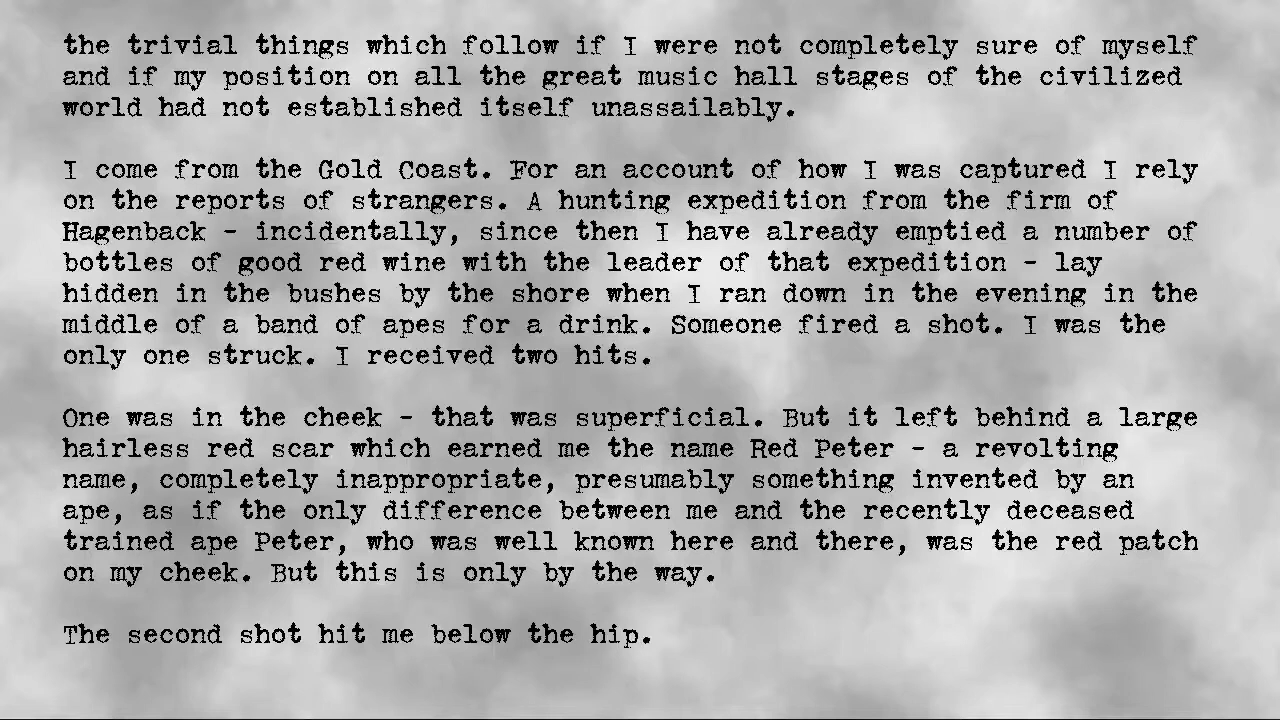 the trivial things which follow if I were not completely sure of myself
and if my position on all the great music hall stages of the civilized
world had not established itself unassailably.
I come from the Gold Coast. For an account of how I was captured I rely
on the reports of strangers. A hunting expedition from the firm of
Hagenback - incidentally, since then I have already emptied a number of
bottles of good red wine with the leader of that expedition - lay
hidden in the bushes by the shore when I ran down in the evening in the
middle of a band of apes for a drink. Someone fired a shot. I was the
only one struck. I received two hits.
One was in the cheek - that was superficial. But it left behind a large
hairless red scar which earned me the name Red Peter - a revolting
name, completely inappropriate, presumably something invented by an
ape, as if the only difference between me and the recently deceased
trained ape Peter, who was well known here and there, was the red patch
on my cheek. But this is only by the way.
The second shot hit me below the hip.